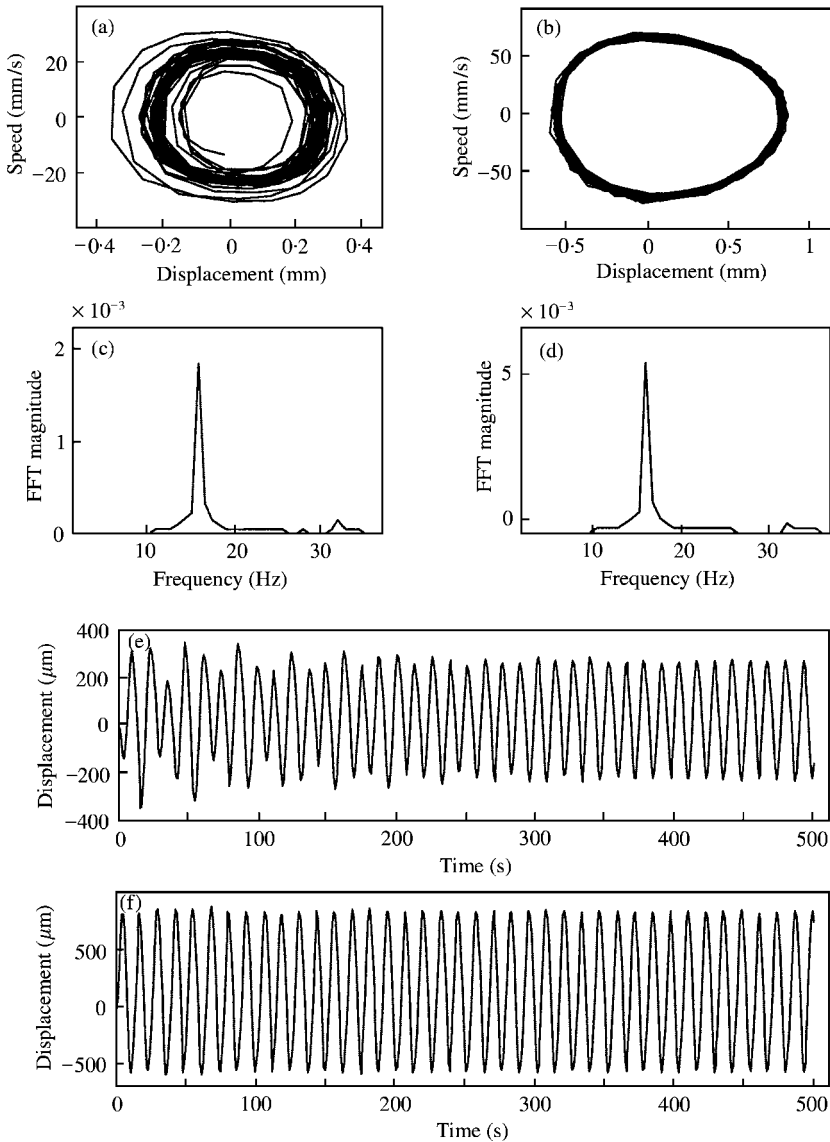 (a)
20
0
−20
Speed (mm/s)
−0·4
−0·2
0
0·2
0·4
Displacement (mm)
(b)
50
0
−50
Speed (mm/s)
−0·5
0
0·5
1
Displacement (mm)
× 10−3
(c)
2
1
0
FFT magnitude
10
20
30
Frequency (Hz)
× 10−3
(d)
5
0
FFT magnitude
10
20
30
Frequency (Hz)
(e)
400
200
0
−200
−400
Displacement (μm)
0
100
200
300
400
500
Time (s)
(f)
500
0
−500
Displacement (μm)
0
100
200
300
400
500
Time (s)